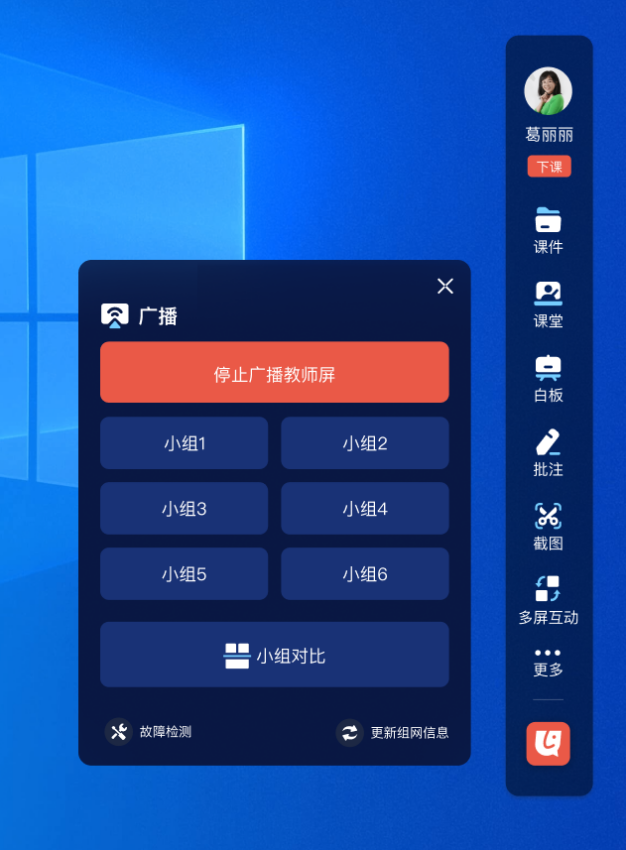 葛丽丽
下课
课件
课堂
白板
批注
截图
多屏互动
更多
广播
停止广播教师屏
小组1
小组2
小组3
小组4
小组5
小组6
小组对比
故障检测
更新组网信息